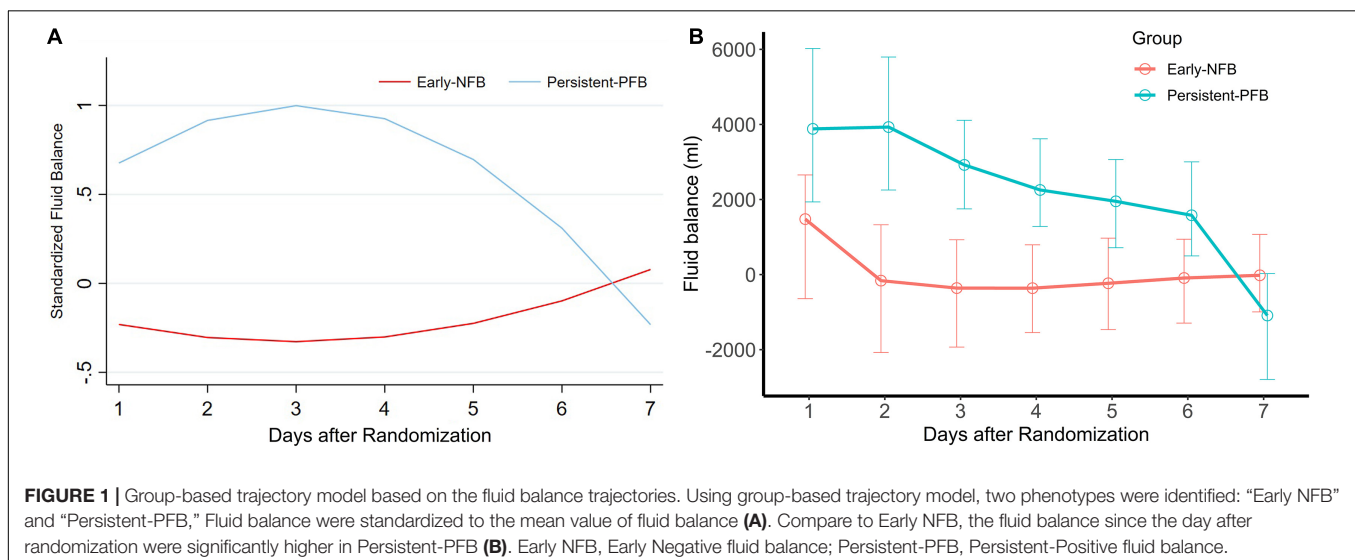 A
Early-NFB
Persistent-PFB
Standardized Fluid Balance
1
.5
0
-.5
1 2 3 4 5 6 7
Days after Randomization
B
Group
Early-NFB
Persistent-PFB
Fluid balance (ml)
6000
4000
2000
0
-2000
1 2 3 4 5 6 7
Days after Randomization
FIGURE 1 | Group-based trajectory model based on the fluid balance trajectories. Using group-based trajectory model, two phenotypes were identified: “Early NFB”
and “Persistent-PFB,” Fluid balance were standardized to the mean value of fluid balance (A). Compare to Early NFB, the fluid balance since the day after
randomization were significantly higher in Persistent-PFB (B). Early NFB, Early Negative fluid balance; Persistent-PFB, Persistent-Positive fluid balance.